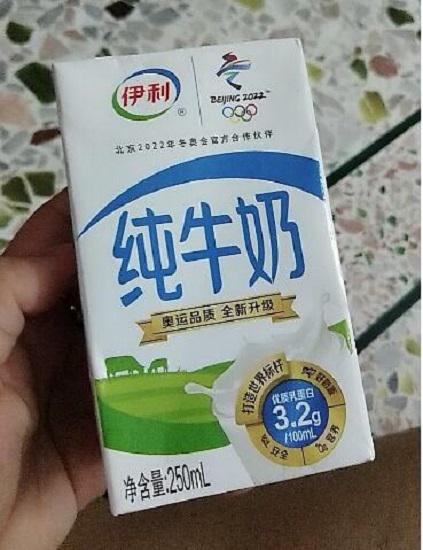 伊利
®
BEIJING 2022™
北京2022年冬奥会官方合作伙伴
纯牛奶
奥运品质 全新升级
打造世界标杆
优质乳蛋白
3.2g
/100mL
净含量:250mL